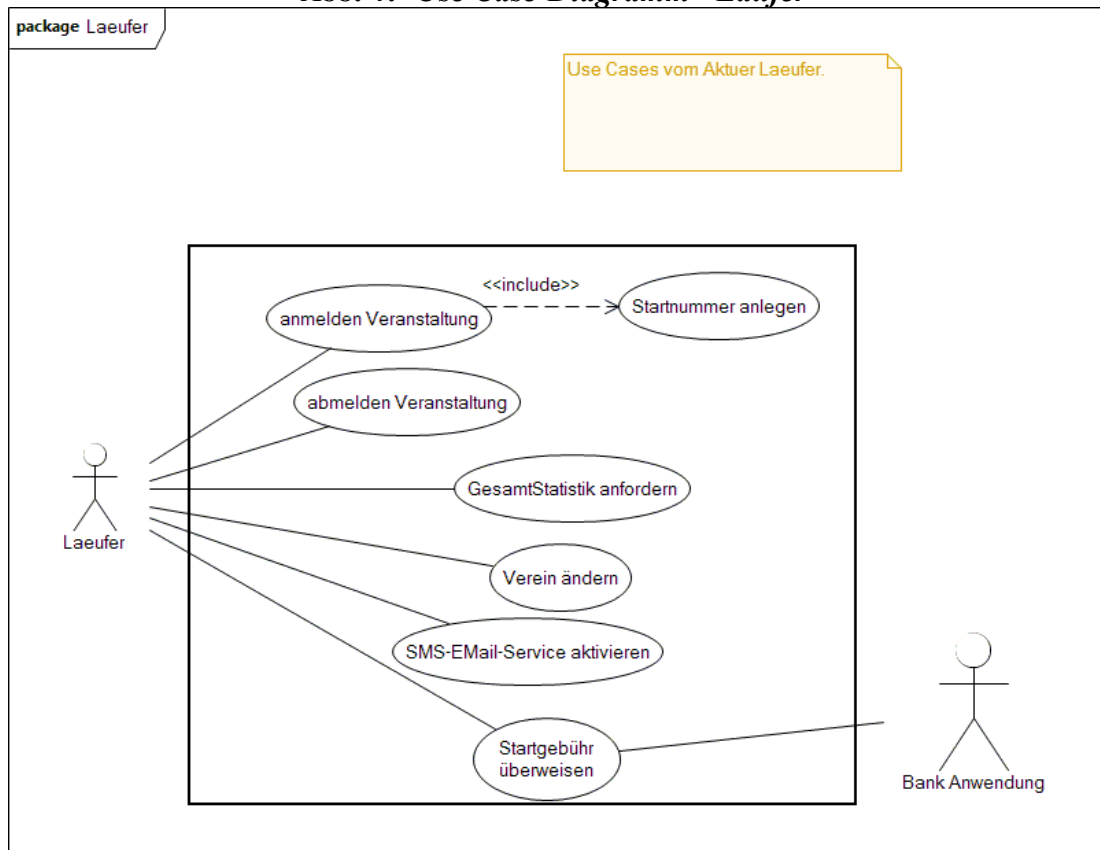 package Laeufer
Use Cases vom Aktuer Laeufer.
<<include>>
anmelden Veranstaltung
Startnummer anlegen
abmelden Veranstaltung
GesamtStatistik anfordern
Laeufer
Verein ändern
SMS-EMail-Service aktivieren
Startgebühr
überweisen
Bank Anwendung